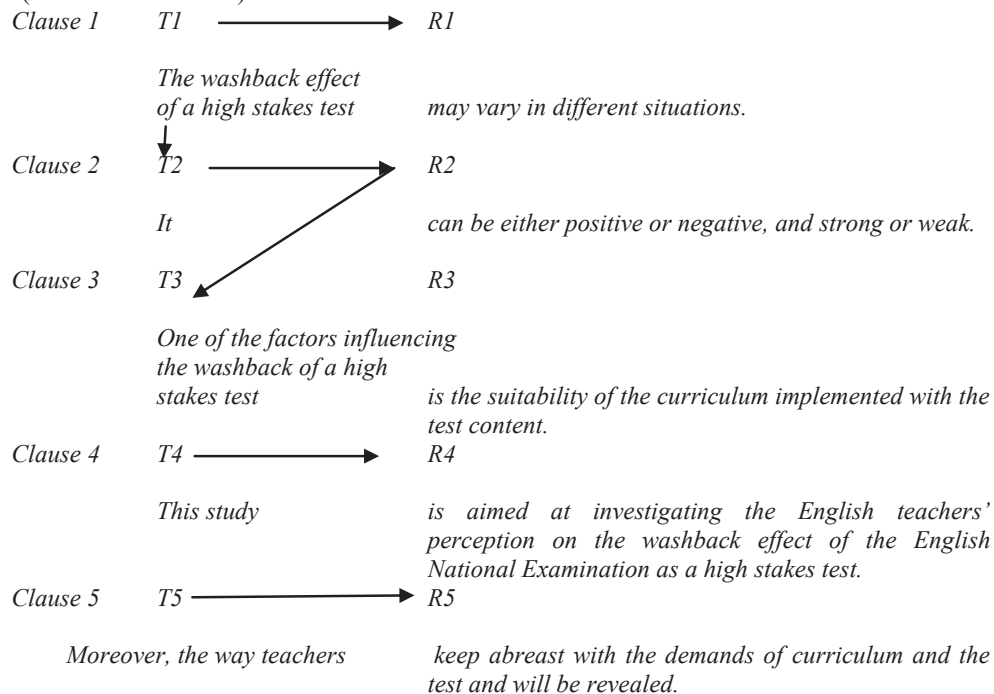 Clause 1 T1 R1
The washback effect
of a high stakes test may vary in different situations.
Clause 2 T2 R2
It can be either positive or negative, and strong or weak.
Clause 3 T3 R3
One of the factors influencing
the washback of a high
stakes test is the suitability of the curriculum implemented with the
test content.
Clause 4 T4 R4
This study is aimed at investigating the English teachers’
perception on the washback effect of the English
National Examination as a high stakes test.
Clause 5 T5 R5
Moreover, the way teachers keep abreast with the demands of curriculum and the
test and will be revealed.